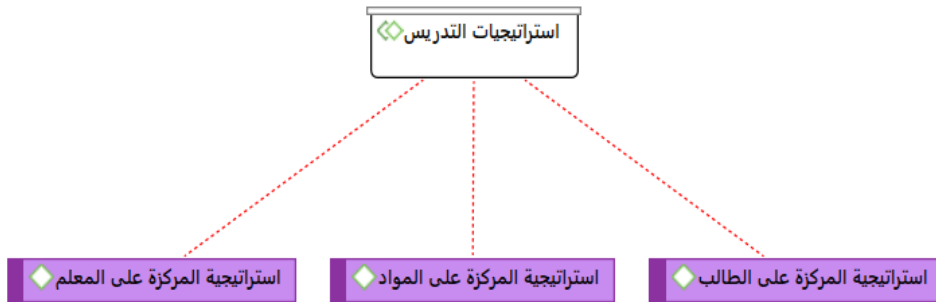 استراتيجيات التدريس
استراتيجية المركزة على الطالب
استراتيجية المركزة على المواد
استراتيجية المركزة على المعلم